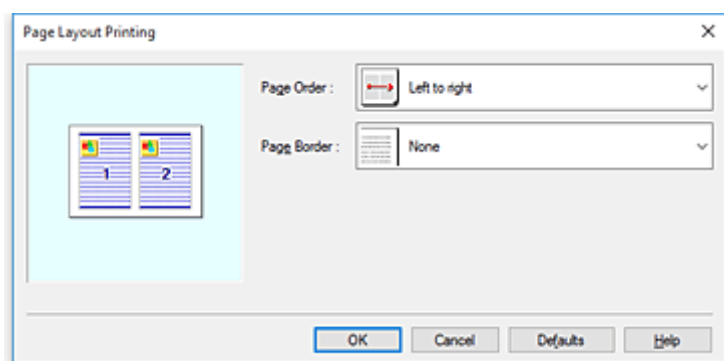 Page Layout Printing
Page Order : Left to right
1 2
Page Border : None
OK Cancel Defaults Help